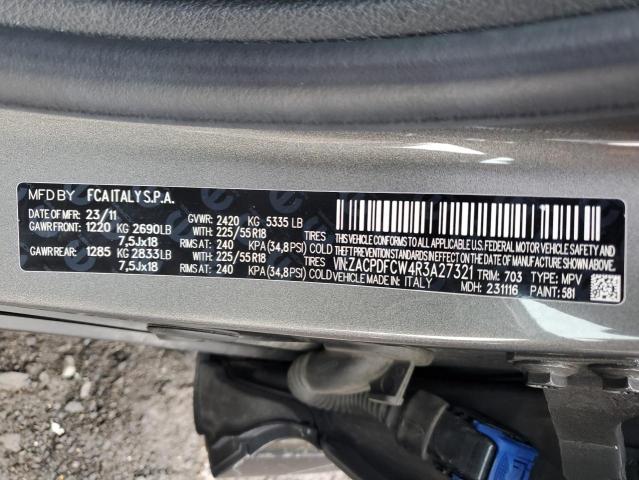 MFD BY FCA ITALY S.P.A.
DATE OF MFR: 23/11 GVWR: 2420 KG 5335 LB
GAWR FRONT: 1220 KG 2690LB WITH: 225/55R18 TIRES
7,5Jx18 RIMS AT: 240 KPA (34,8PSI) COLD
GAWR REAR: 1285 KG 2833LB WITH: 225/55R18 TIRES
7,5Jx18 RIMS AT: 240 KPA (34,8PSI) COLD
THIS VEHICLE CONFORMS TO ALL APPLICABLE U.S. FEDERAL MOTOR VEHICLE SAFETY AND
THEFT PREVENTION STANDARDS IN EFFECT ON THE DATE OF MANUFACTURE SHOWN ABOVE.
VIN:ZACPDFCW4R3A27321 TRIM: 703 TYPE: MPV
VEHICLE MADE IN: ITALY MDH: 231116 PAINT: 581